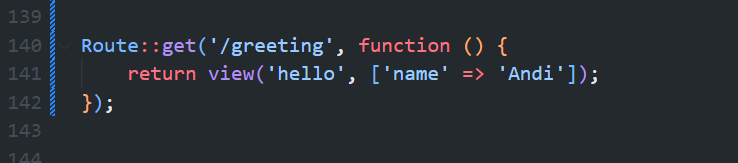 139
140 Route::get('/greeting', function () {
141 return view('hello', ['name' => 'Andi']);
142 });
143
144